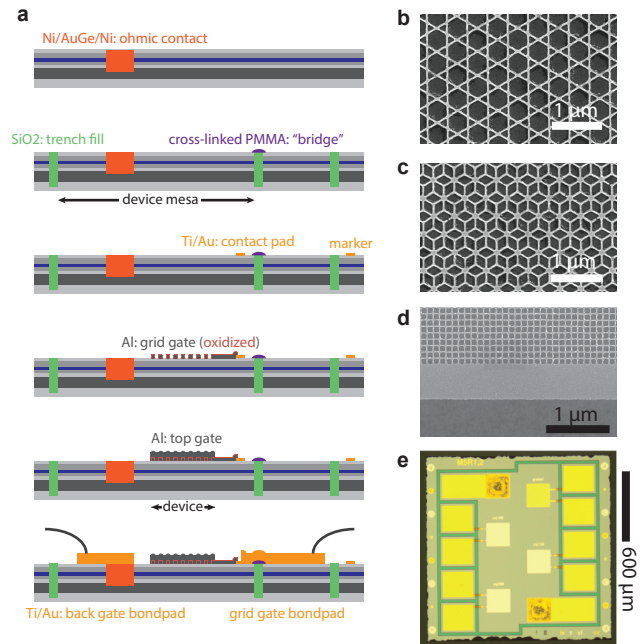 a
Ni/AuGe/Ni: ohmic contact
SiO2: trench fill
cross-linked PMMA: “bridge”
device mesa
Ti/Au: contact pad
marker
Al: grid gate (oxidized)
Al: top gate
device
Ti/Au: back gate bondpad
grid gate bondpad
b
1 µm
c
1 µm
d
1 µm
e
600 µm